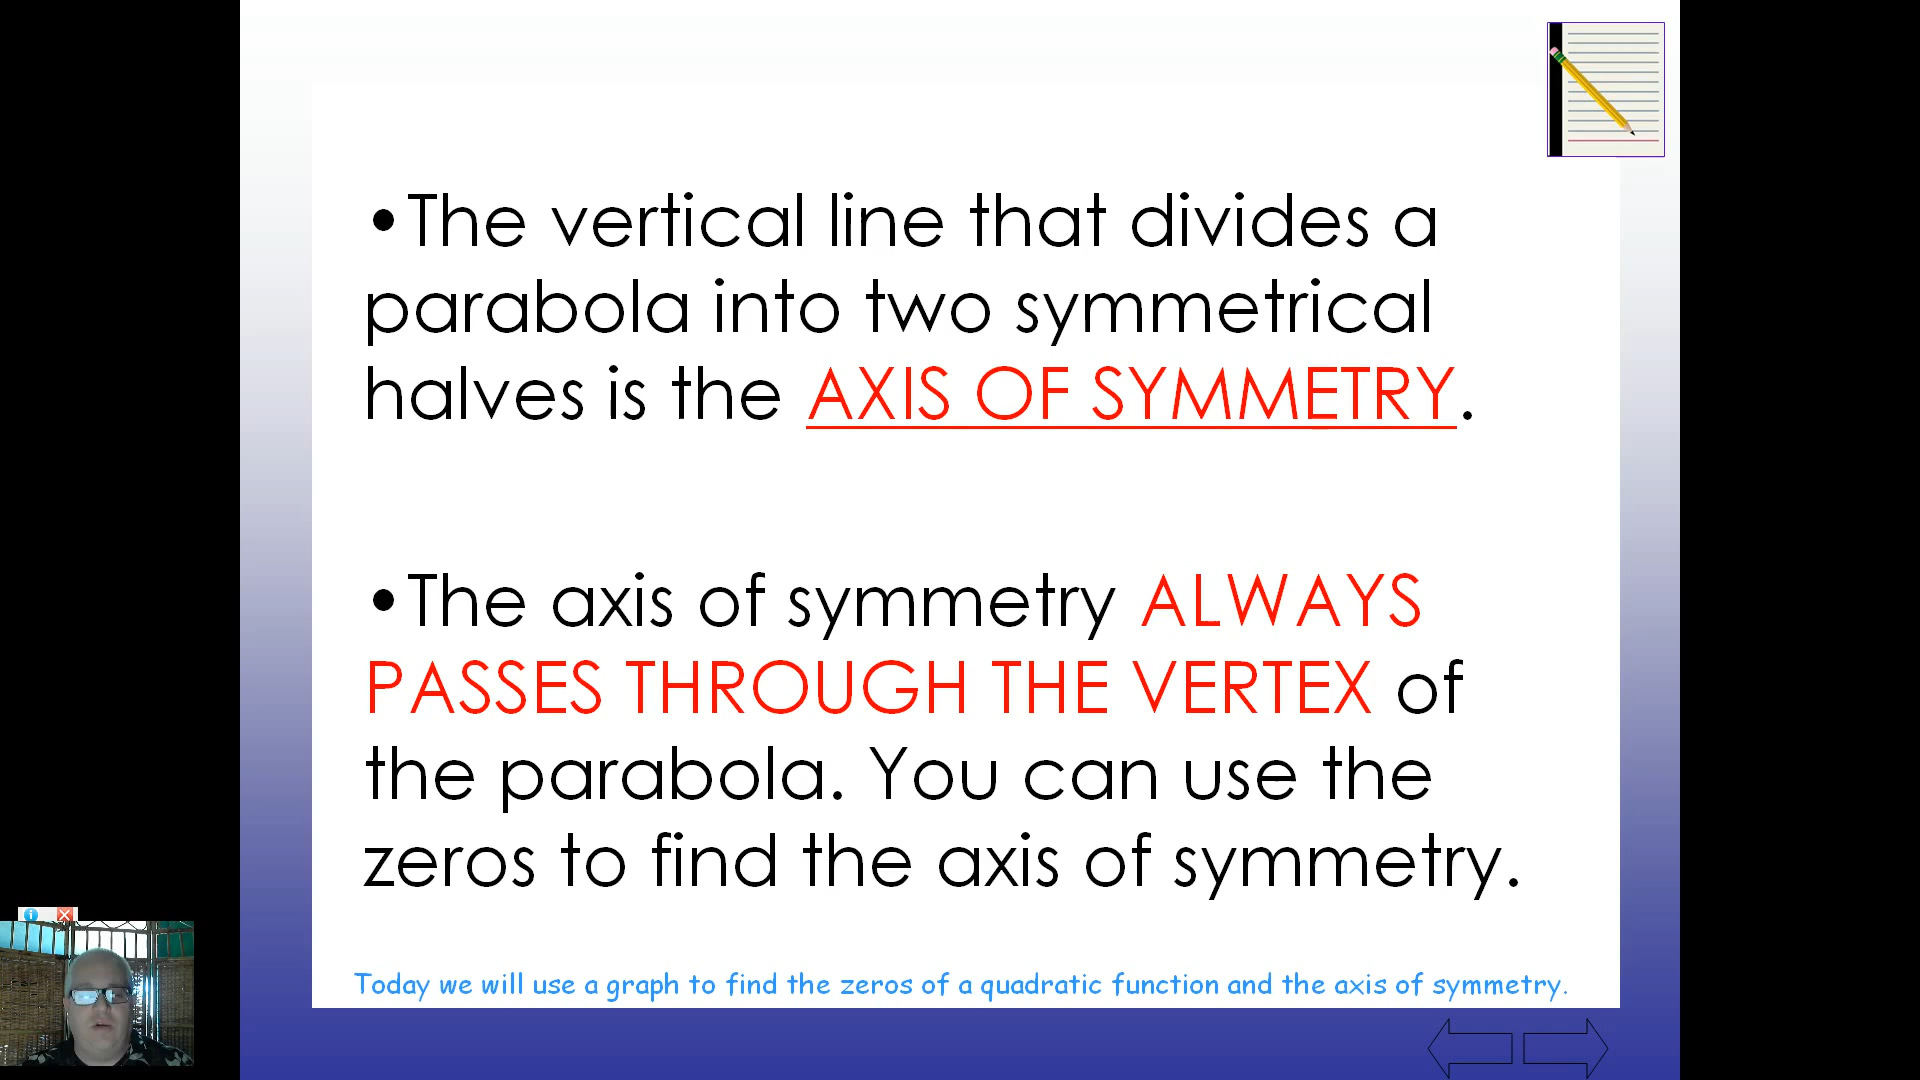 •The vertical line that divides a
parabola into two symmetrical
halves is the AXIS OF SYMMETRY.
•The axis of symmetry ALWAYS
PASSES THROUGH THE VERTEX of
the parabola. You can use the
zeros to find the axis of symmetry.
Today we will use a graph to find the zeros of a quadratic function and the axis of symmetry.